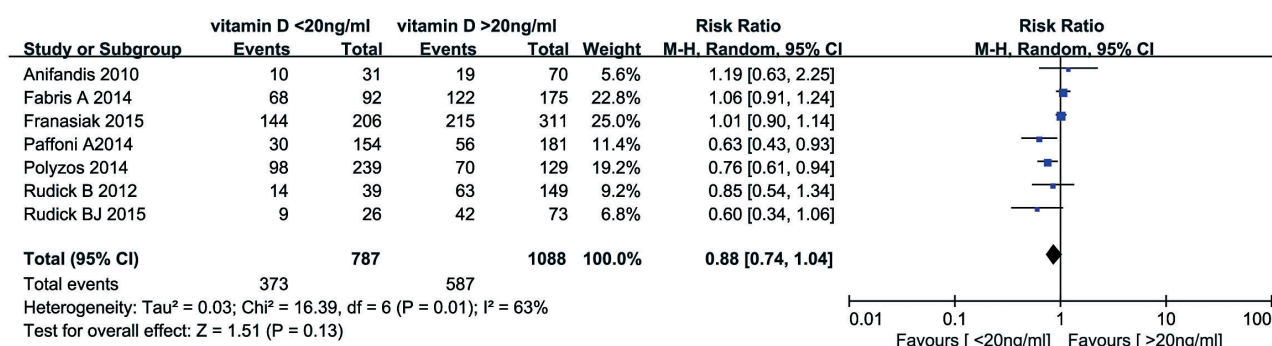 vitamin D <20ng/ml vitamin D >20ng/ml Risk Ratio Risk Ratio
Study or Subgroup Events Total Events Total Weight M-H, Random, 95% CI M-H, Random, 95% CI
Anifandis 2010 10 31 19 70 5.6% 1.19 [0.63, 2.25]
Fabris A 2014 68 92 122 175 22.8% 1.06 [0.91, 1.24]
Franasiak 2015 144 206 215 311 25.0% 1.01 [0.90, 1.14]
Paffoni A2014 30 154 56 181 11.4% 0.63 [0.43, 0.93]
Polyzos 2014 98 239 70 129 19.2% 0.76 [0.61, 0.94]
Rudick B 2012 14 39 63 149 9.2% 0.85 [0.54, 1.34]
Rudick BJ 2015 9 26 42 73 6.8% 0.60 [0.34, 1.06]
Total (95% CI) 787 1088 100.0% 0.88 [0.74, 1.04]
Total events 373 587
Heterogeneity: Tau² = 0.03; Chi² = 16.39, df = 6 (P = 0.01); I² = 63%
Test for overall effect: Z = 1.51 (P = 0.13)
0.01 0.1 1 10 100
Favours [ <20ng/ml] Favours [ >20ng/ml]